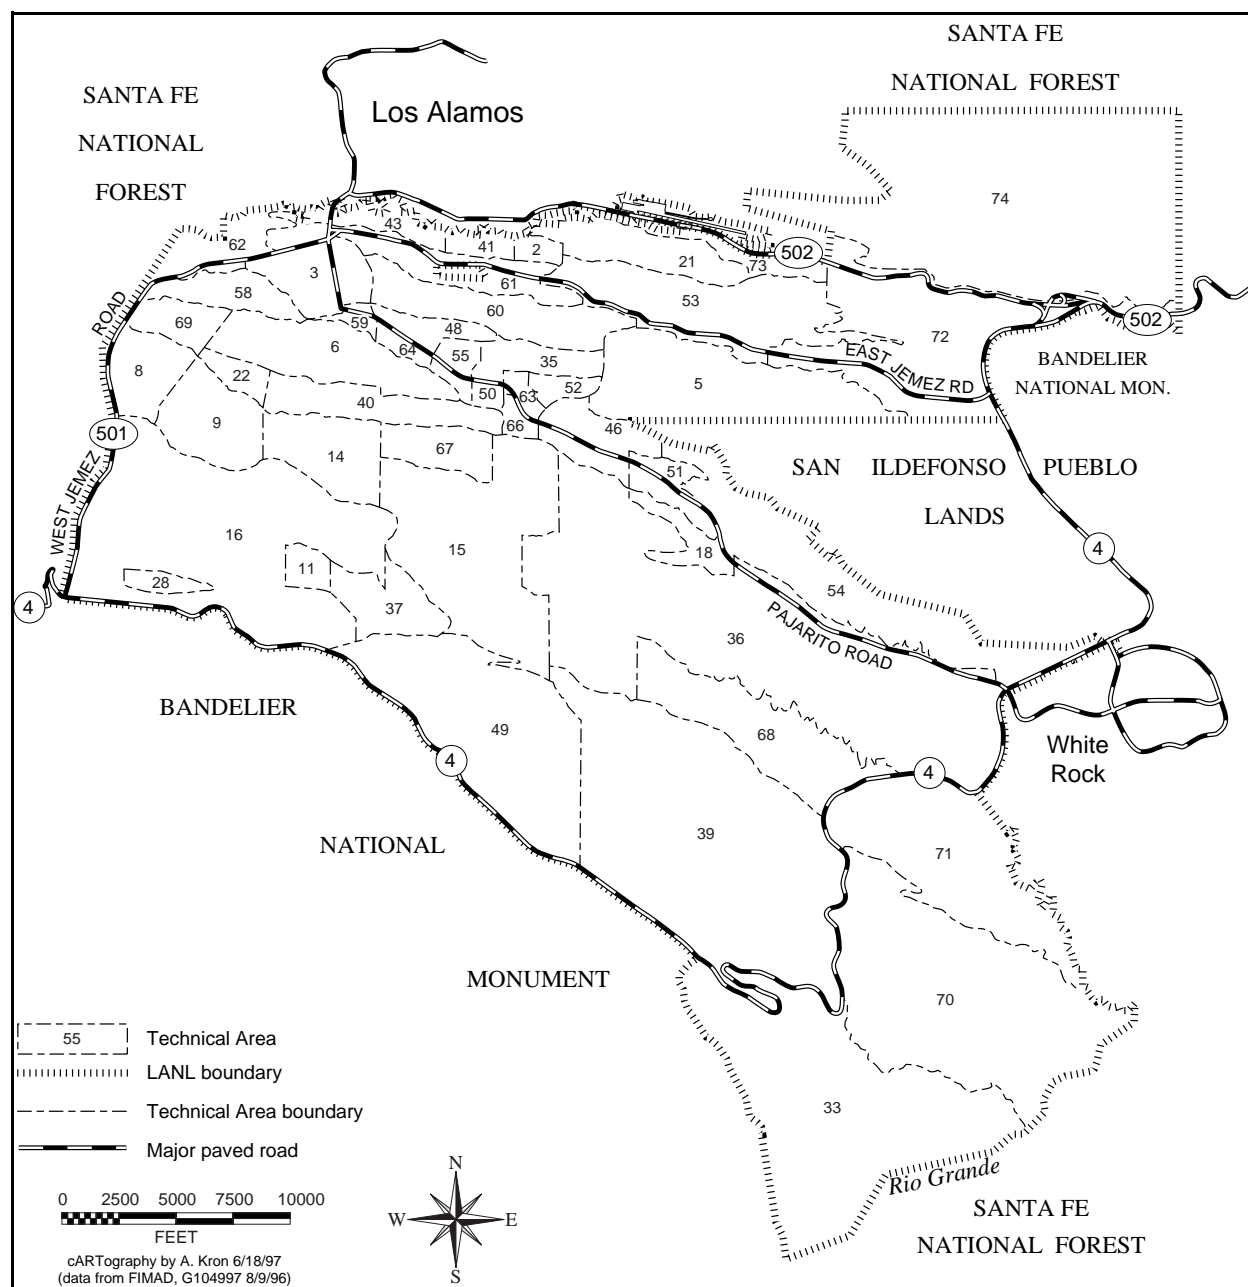 SANTA FE
NATIONAL FOREST
SANTA FE
NATIONAL
FOREST
Los Alamos
74
43
62
41
2
21
73
502
3
61
53
58
60
502
69
59
48
6
64
55
35
72
EAST JEMEZ RD
BANDELIER
NATIONAL MON.
ROAD
8
22
5
52
50
63
40
9
66
46
501
67
14
51
SAN ILDEFONSO PUEBLO
LANDS
WEST JEMEZ
16
15
18
4
11
28
54
4
37
PAJARITO ROAD
36
BANDELIER
49
68
White
Rock
4
4
NATIONAL
39
71
MONUMENT
70
55 Technical Area
LANL boundary
Technical Area boundary
Major paved road
33
Rio Grande
0 2500 5000 7500 10000
FEET
N
W E
S
SANTA FE
NATIONAL FOREST
cARTography by A. Kron 6/18/97
(data from FIMAD, G104997 8/9/96)